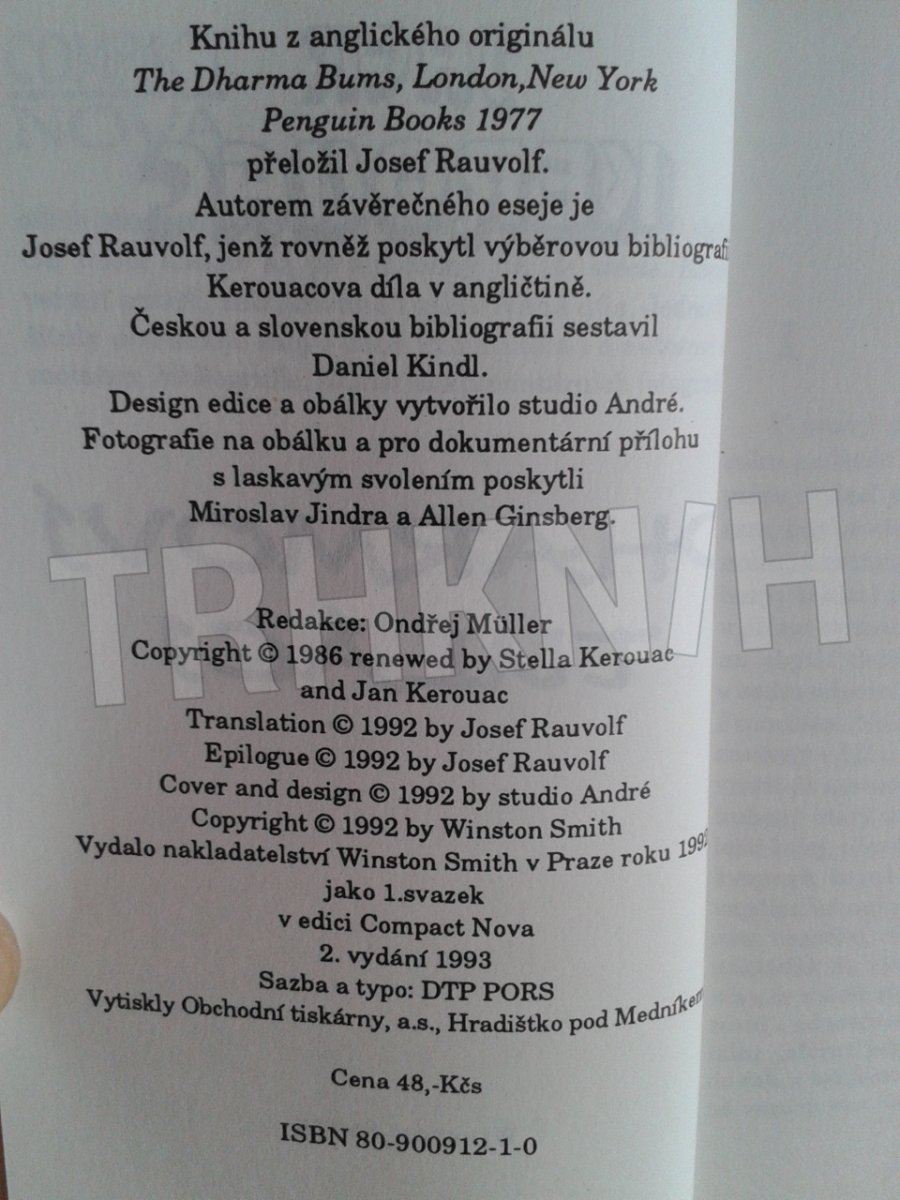 Knihu z anglického originálu
The Dharma Bums, London,New York
Penguin Books 1977
přeložil Josef Rauvolf.
Autorem závěrečného eseje je
Josef Rauvolf, jenž rovněž poskytl výběrovou bibliografi
Kerouacova díla v angličtině.
Českou a slovenskou bibliografii sestavil
Daniel Kindl.
Design edice a obálky vytvořilo studio André.
Fotografie na obálku a pro dokumentární přílohu
s laskavým svolením poskytli
Miroslav Jindra a Allen Ginsberg.
TRHKNIH
Redakce: Ondřej Müller
Copyright © 1986 renewed by Stella Kerouac
and Jan Kerouac
Translation © 1992 by Josef Rauvolf
Epilogue © 1992 by Josef Rauvolf
Cover and design © 1992 by studio André
Copyright © 1992 by Winston Smith
Vydalo nakladatelství Winston Smith v Praze roku 1992
jako 1.svazek
v edici Compact Nova
2. vydání 1993
Sazba a typo: DTP PORS
Vytiskly Obchodní tiskárny, a.s., Hradištko pod Medníkem
Cena 48,-Kčs
ISBN 80-900912-1-0